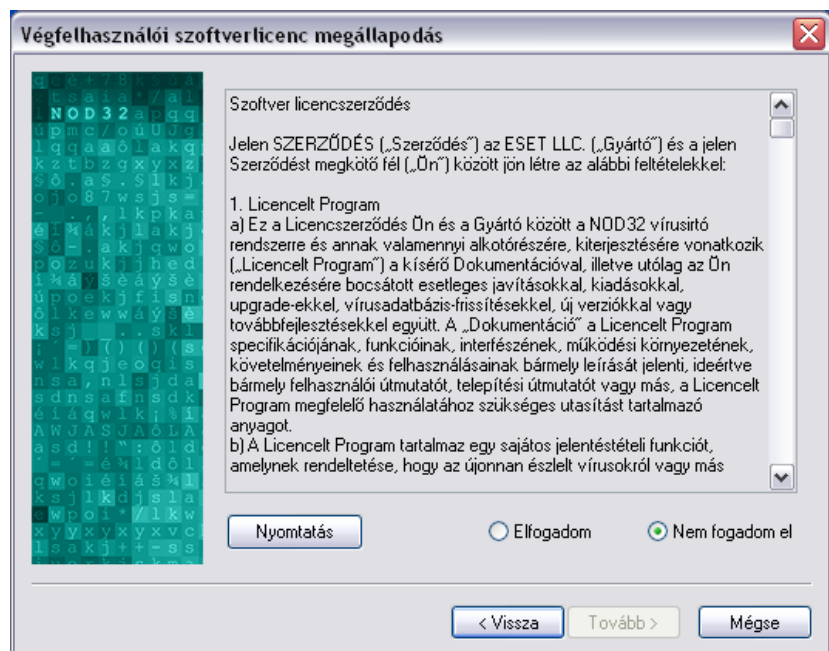 Végfelhasználói szoftverlicenc megállapodás
NOD32
Szoftver licencszerződés
Jelen SZERZŐDÉS („Szerződés”) az ESET LLC. („Gyártó”) és a jelen
Szerződést megkötő fél („Ön”) között jön létre az alábbi feltételekkel:
1. Licencelt Program
a) Ez a Licencszerződés Ön és a Gyártó között a NOD32 vírusirtó
rendszerre és annak valamennyi alkotórészére, kiterjesztésére vonatkozik
(„Licencelt Program”) a kísérő Dokumentációval, illetve utólag az Ön
rendelkezésére bocsátott esetleges javításokkal, kiadásokkal,
upgrade-ekkel, vírusadatbázis-frissítésekkel, új verziókkal vagy
továbbfejlesztésekkel együtt. A „Dokumentáció” a Licencelt Program
specifikációjának, funkcióinak, interfészének, működési környezetének,
követelményeinek és felhasználásainak bármely leírását jelenti, ideértve
bármely felhasználói útmutatót, telepítési útmutatót vagy más, a Licencelt
Program megfelelő használatához szükséges utasítást tartalmazó
anyagot.
b) A Licencelt Program tartalmaz egy sajátos jelentéstételi funkciót,
amelynek rendeltetése, hogy az újonnan észlelt vírusokról vagy más
Nyomtatás
Elfogadom
Nem fogadom el
< Vissza
Tovább >
Mégse